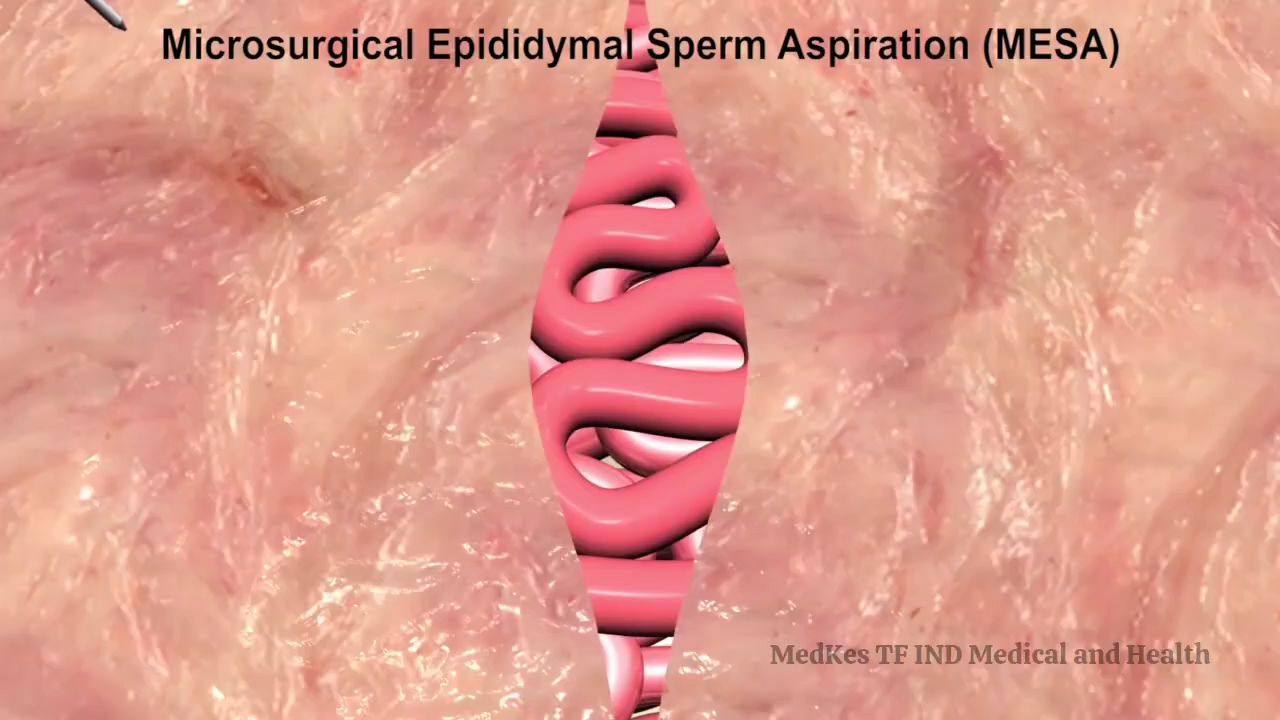 Microsurgical Epididymal Sperm Aspiration (MESA)
MedKes TF IND Medical and Health